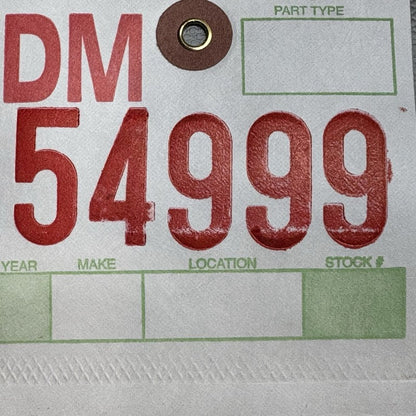 PART TYPE
DM
54999
YEAR MAKE LOCATION STOCK #